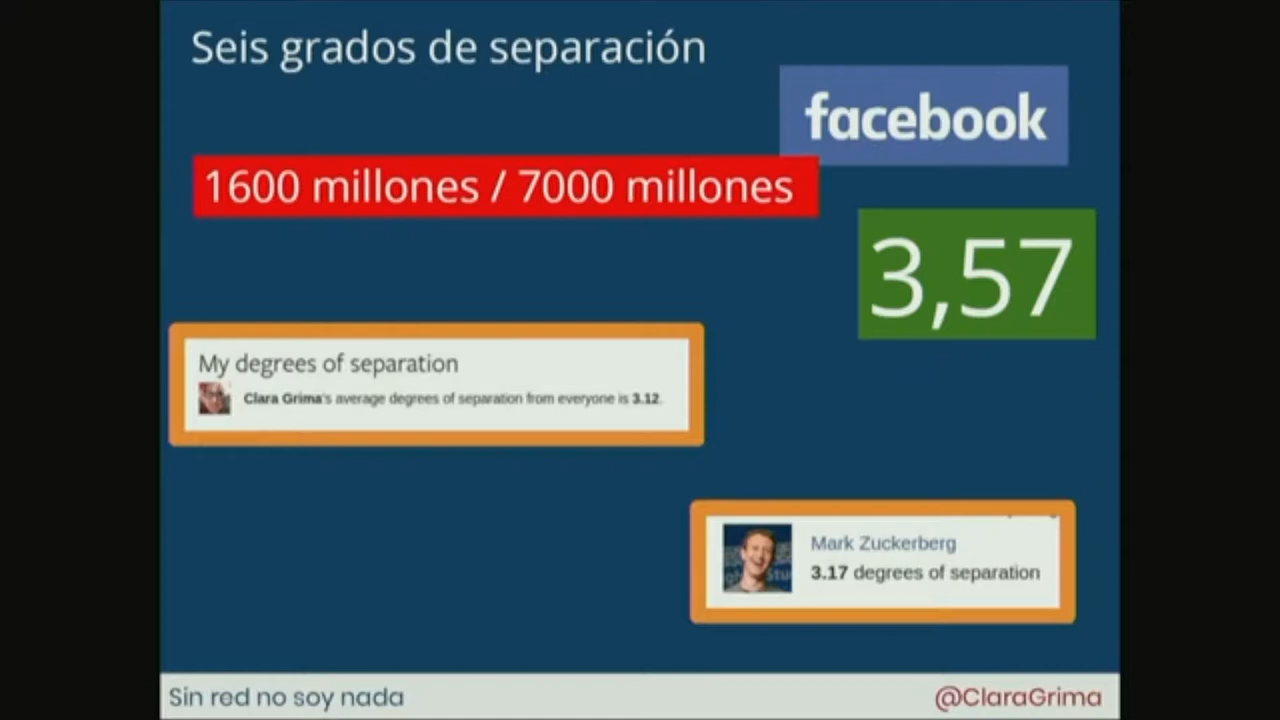 Seis grados de separación
facebook
1600 millones / 7000 millones
3,57
My degrees of separation
Clara Grima's average degrees of separation from everyone is 3.12.
Mark Zuckerberg
3.17 degrees of separation
Sin red no soy nada
@ClaraGrima